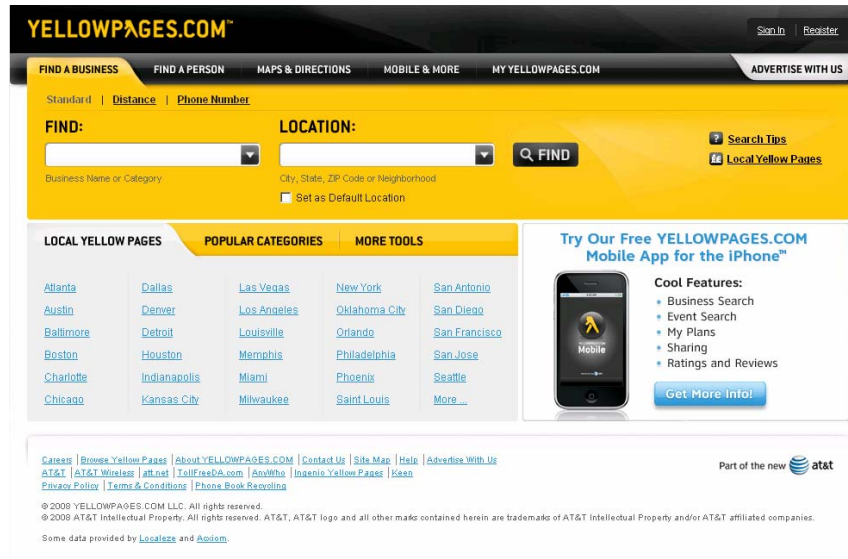 YELLOWPAGES.COM™
Sign In | Register
FIND A BUSINESS FIND A PERSON MAPS & DIRECTIONS MOBILE & MORE MY YELLOWPAGES.COM ADVERTISE WITH US
Standard | Distance | Phone Number
FIND: LOCATION:
FIND
Search Tips
Local Yellow Pages
Business Name or Category City, State, ZIP Code or Neighborhood
Set as Default Location
LOCAL YELLOW PAGES POPULAR CATEGORIES MORE TOOLS
Atlanta Dallas Las Vegas New York San Antonio
Austin Denver Los Angeles Oklahoma City San Diego
Baltimore Detroit Louisville Orlando San Francisco
Boston Houston Memphis Philadelphia San Jose
Charlotte Indianapolis Miami Phoenix Seattle
Chicago Kansas City Milwaukee Saint Louis More ...
Try Our Free YELLOWPAGES.COM
Mobile App for the iPhone™
Mobile
Cool Features:
• Business Search
• Event Search
• My Plans
• Sharing
• Ratings and Reviews
Get More Info!
Careers | Browse Yellow Pages | About YELLOWPAGES.COM | Contact Us | Site Map | Help | Advertise With Us
AT&T | AT&T Wireless | att.net | TollFreeDA.com | AnyWho | Ingenio Yellow Pages | Keen
Privacy Policy | Terms & Conditions | Phone Book Recycling
Part of the new at&t
© 2008 YELLOWPAGES.COM LLC. All rights reserved.
© 2008 AT&T Intellectual Property. All rights reserved. AT&T, AT&T logo and all other marks contained herein are trademarks of AT&T Intellectual Property and/or AT&T affiliated companies.
Some data provided by Localeze and Acxiom.